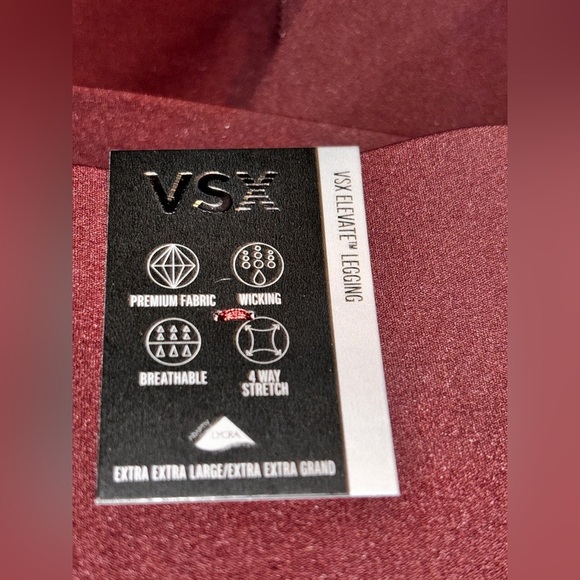 VSX
PREMIUM FABRIC
WICKING
BREATHABLE
4 WAY
STRETCH
LYCRA
EXTRA EXTRA LARGE/EXTRA EXTRA GRAND
VSX ELEVATE™ LEGGING